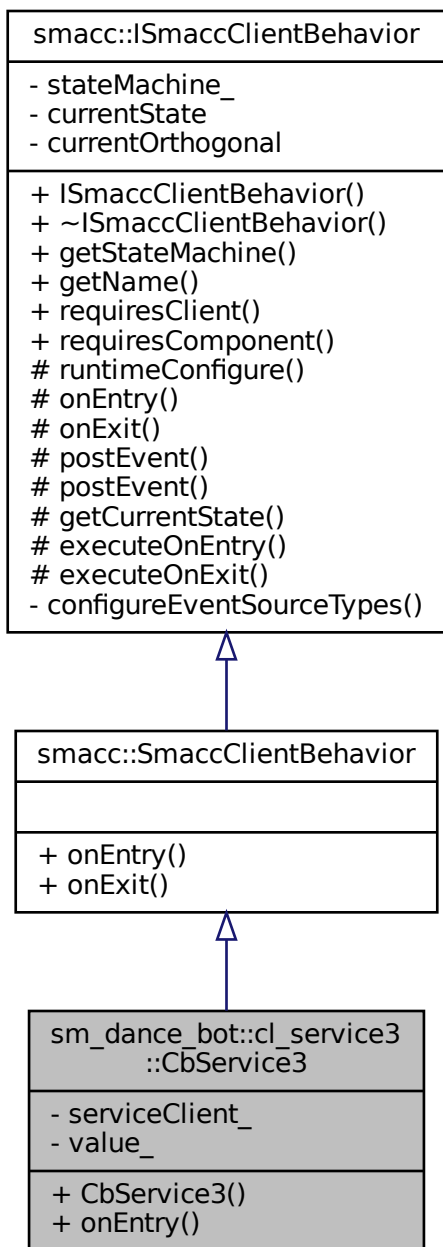 smacc::ISmaccClientBehavior
- stateMachine_
- currentState
- currentOrthogonal
+ ISmaccClientBehavior()
+ ~ISmaccClientBehavior()
+ getStateMachine()
+ getName()
+ requiresClient()
+ requiresComponent()
# runtimeConfigure()
# onEntry()
# onExit()
# postEvent()
# postEvent()
# getCurrentState()
# executeOnEntry()
# executeOnExit()
- configureEventSourceTypes()
smacc::SmaccClientBehavior
+ onEntry()
+ onExit()
sm_dance_bot::cl_service3
::CbService3
- serviceClient_
- value_
+ CbService3()
+ onEntry()